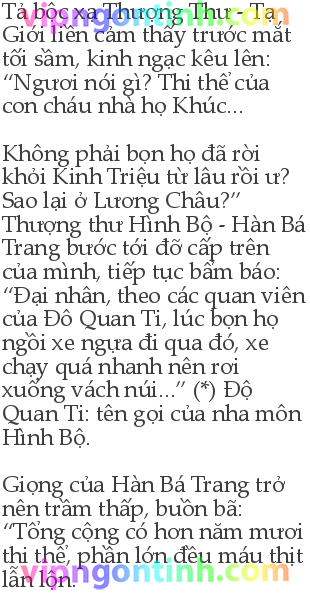 Tả bộc xạ Thượng Thư - Tạ
Giới liền cảm thấy trước mắt
tối sầm, kinh ngạc kêu lên:
“Ngươi nói gì? Thi thể của
con cháu nhà họ Khúc...
Không phải bọn họ đã rời
khỏi Kinh Triệu từ lâu rồi ư?
Sao lại ở Lương Châu?”
Thượng thư Hình Bộ - Hàn Bá
Trang bước tới đỡ cấp trên
của mình, tiếp tục bẩm báo:
“Đại nhân, theo các quan viên
của Đô Quan Ti, lúc bọn họ
ngồi xe ngựa đi qua đó, xe
chạy quá nhanh nên rơi
xuống vách núi...” (*) Độ
Quan Ti: tên gọi của nha môn
Hình Bộ.
Giọng của Hàn Bá Trang trở
nên trầm thấp, buồn bã:
“Tổng cộng có hơn năm mươi
thi thể, phần lớn đều máu thịt
lẫn lộn.
vipngontinh.com
vipngontinh.com